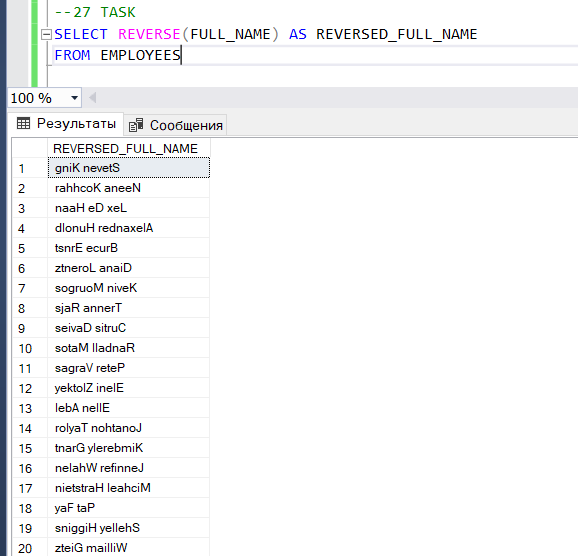 --27 TASK
SELECT REVERSE(FULL_NAME) AS REVERSED_FULL_NAME
FROM EMPLOYEES
100 %
Результаты Сообщения
REVERSED_FULL_NAME
1 gniK nevetS
2 rahhcoK aneeN
3 naaH eD xeL
4 dlonuH rednaxelA
5 tsnrE ecurB
6 ztneroL anaiD
7 sogruoM niveK
8 sjaR annerT
9 seivaD sitruC
10 sotaM lladnaR
11 sagraV reteP
12 yektolZ inelE
13 lebA nellE
14 rolyaT nohtanoJ
15 tnarG ylerebmiK
16 nelahW refinneJ
17 nietstraH leahciM
18 yaF taP
19 sniggiH yellehS
20 zteiG mailliW